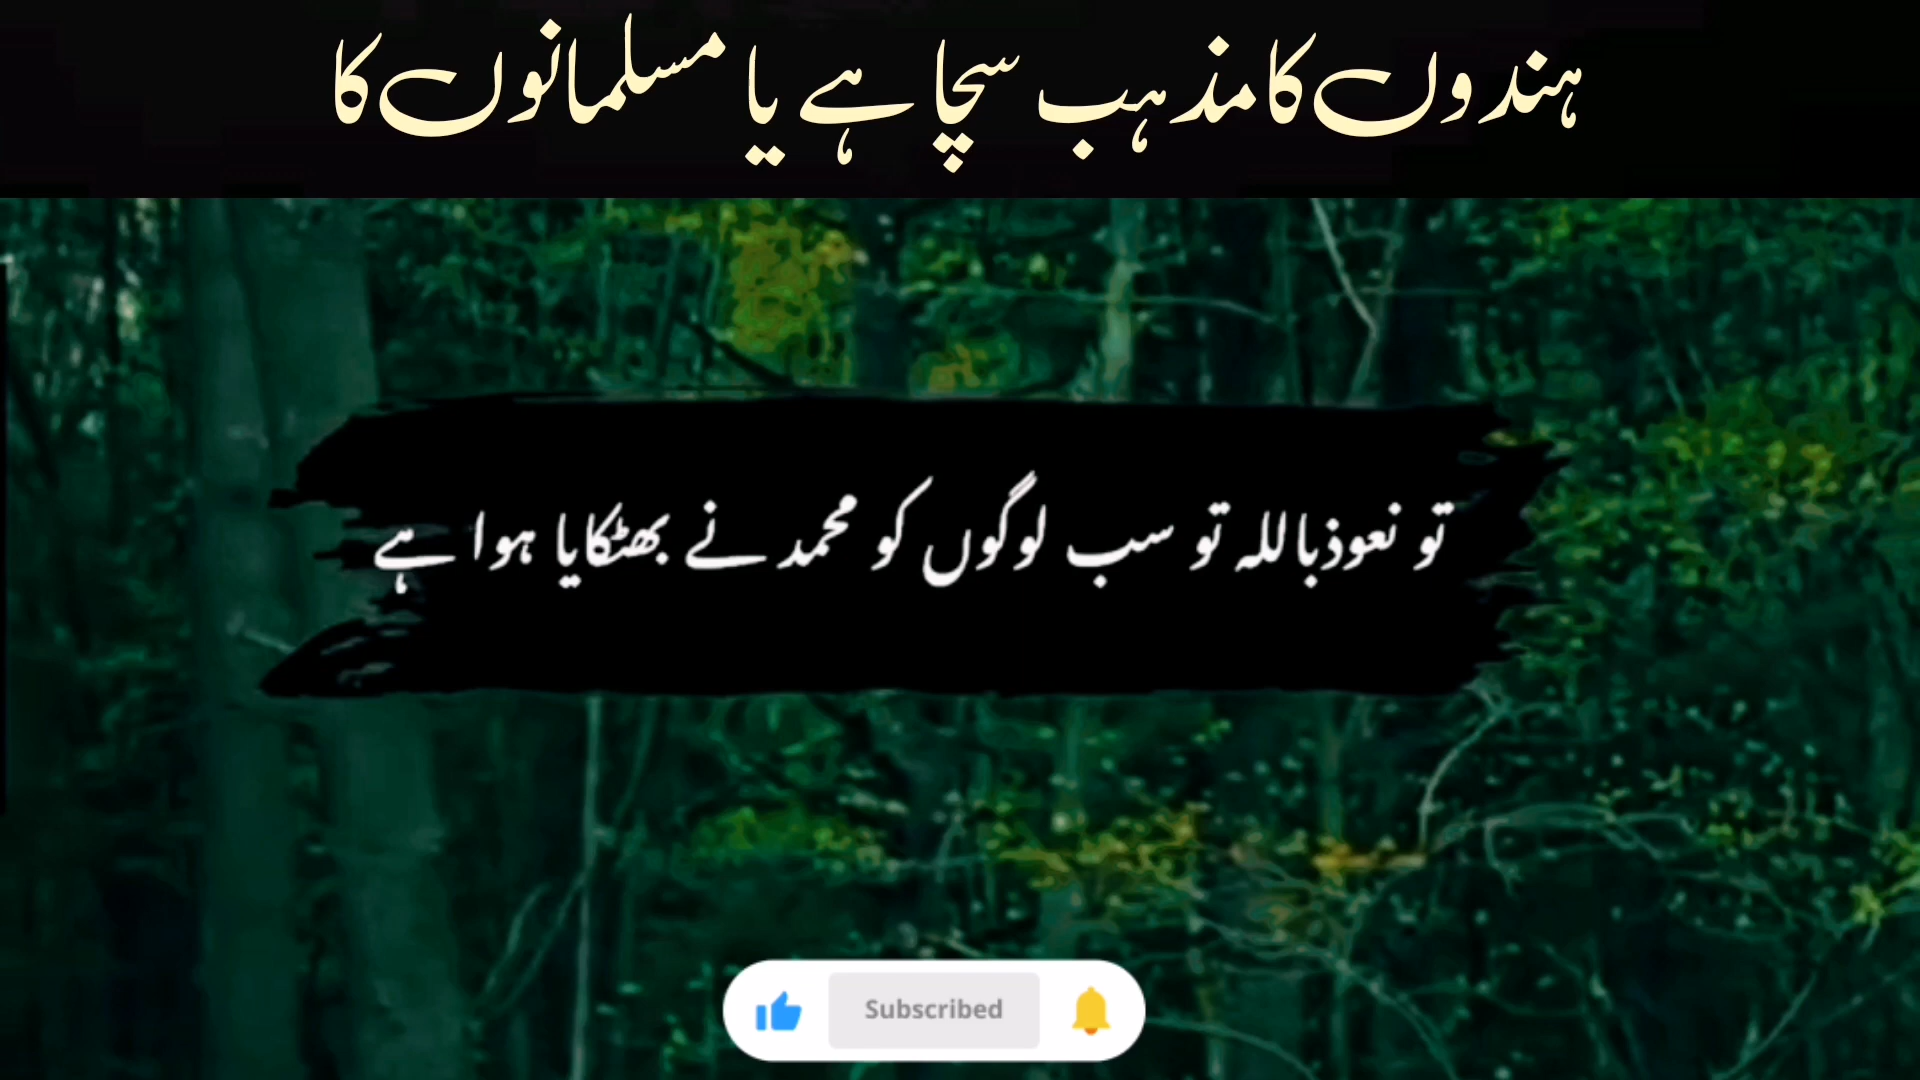 ہندوں کا مذہب سچا ہے یا مسلمانوں کا
تو نعوذباللہ تو سب لوگوں کو محمد نے بھٹکایا ہوا ہے
Subscribed